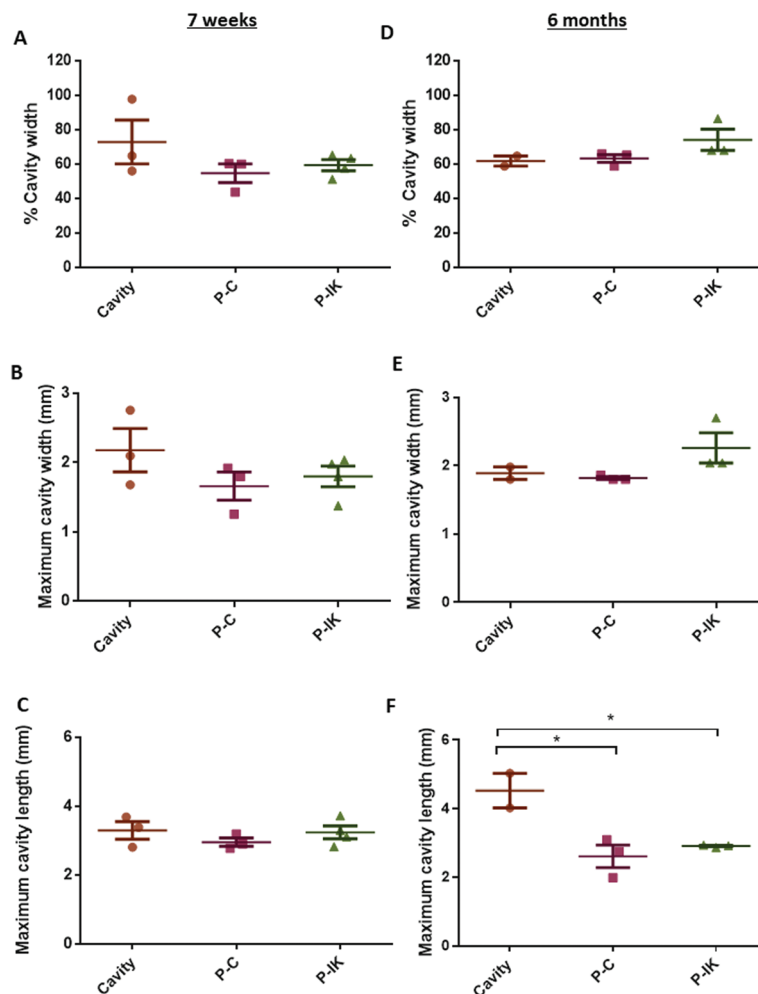 7 weeks
6 months
A
% Cavity width
120
100
80
60
40
20
0
Cavity
P-C
P-IK
D
% Cavity width
120
100
80
60
40
20
0
Cavity
P-C
P-IK
B
Maximum cavity width (mm)
3
2
1
0
Cavity
P-C
P-IK
E
Maximum cavity width (mm)
3
2
1
0
Cavity
P-C
P-IK
C
Maximum cavity length (mm)
6
4
2
0
Cavity
P-C
P-IK
F
Maximum cavity length (mm)
6
4
2
0
*
*
Cavity
P-C
P-IK